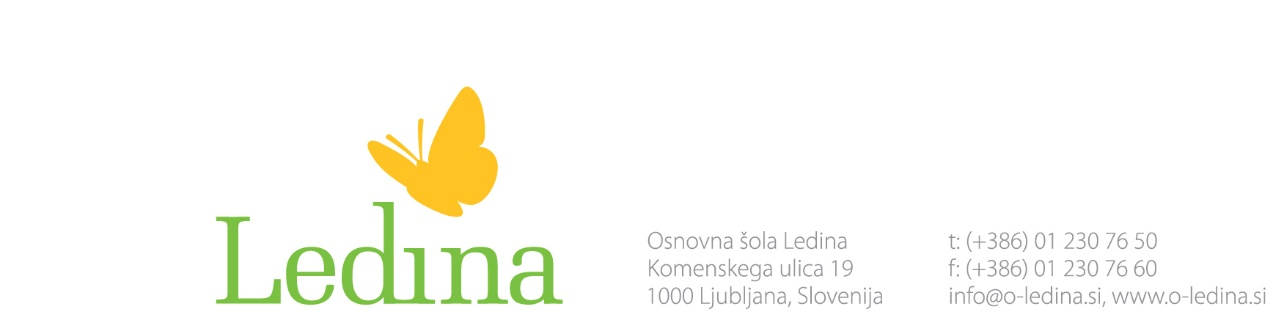 Ledina
Osnovna šola Ledina
Komenskega ulica 19
1000 Ljubljana, Slovenija
t: (+386) 01 230 76 50
f: (+386) 01 230 76 60
info@o-ledina.si, www.o-ledina.si